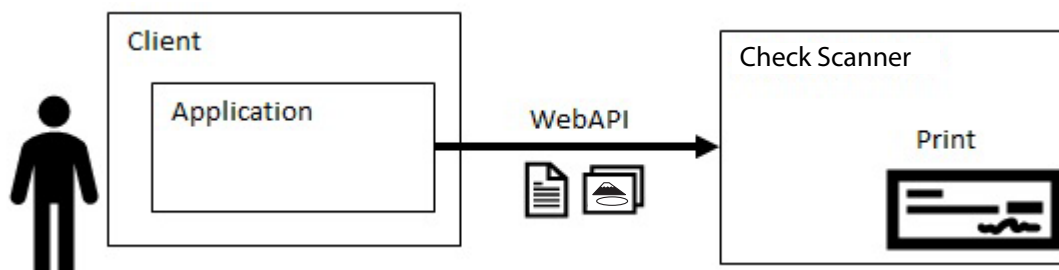 Client
Application
WebAPI
Check Scanner
Print